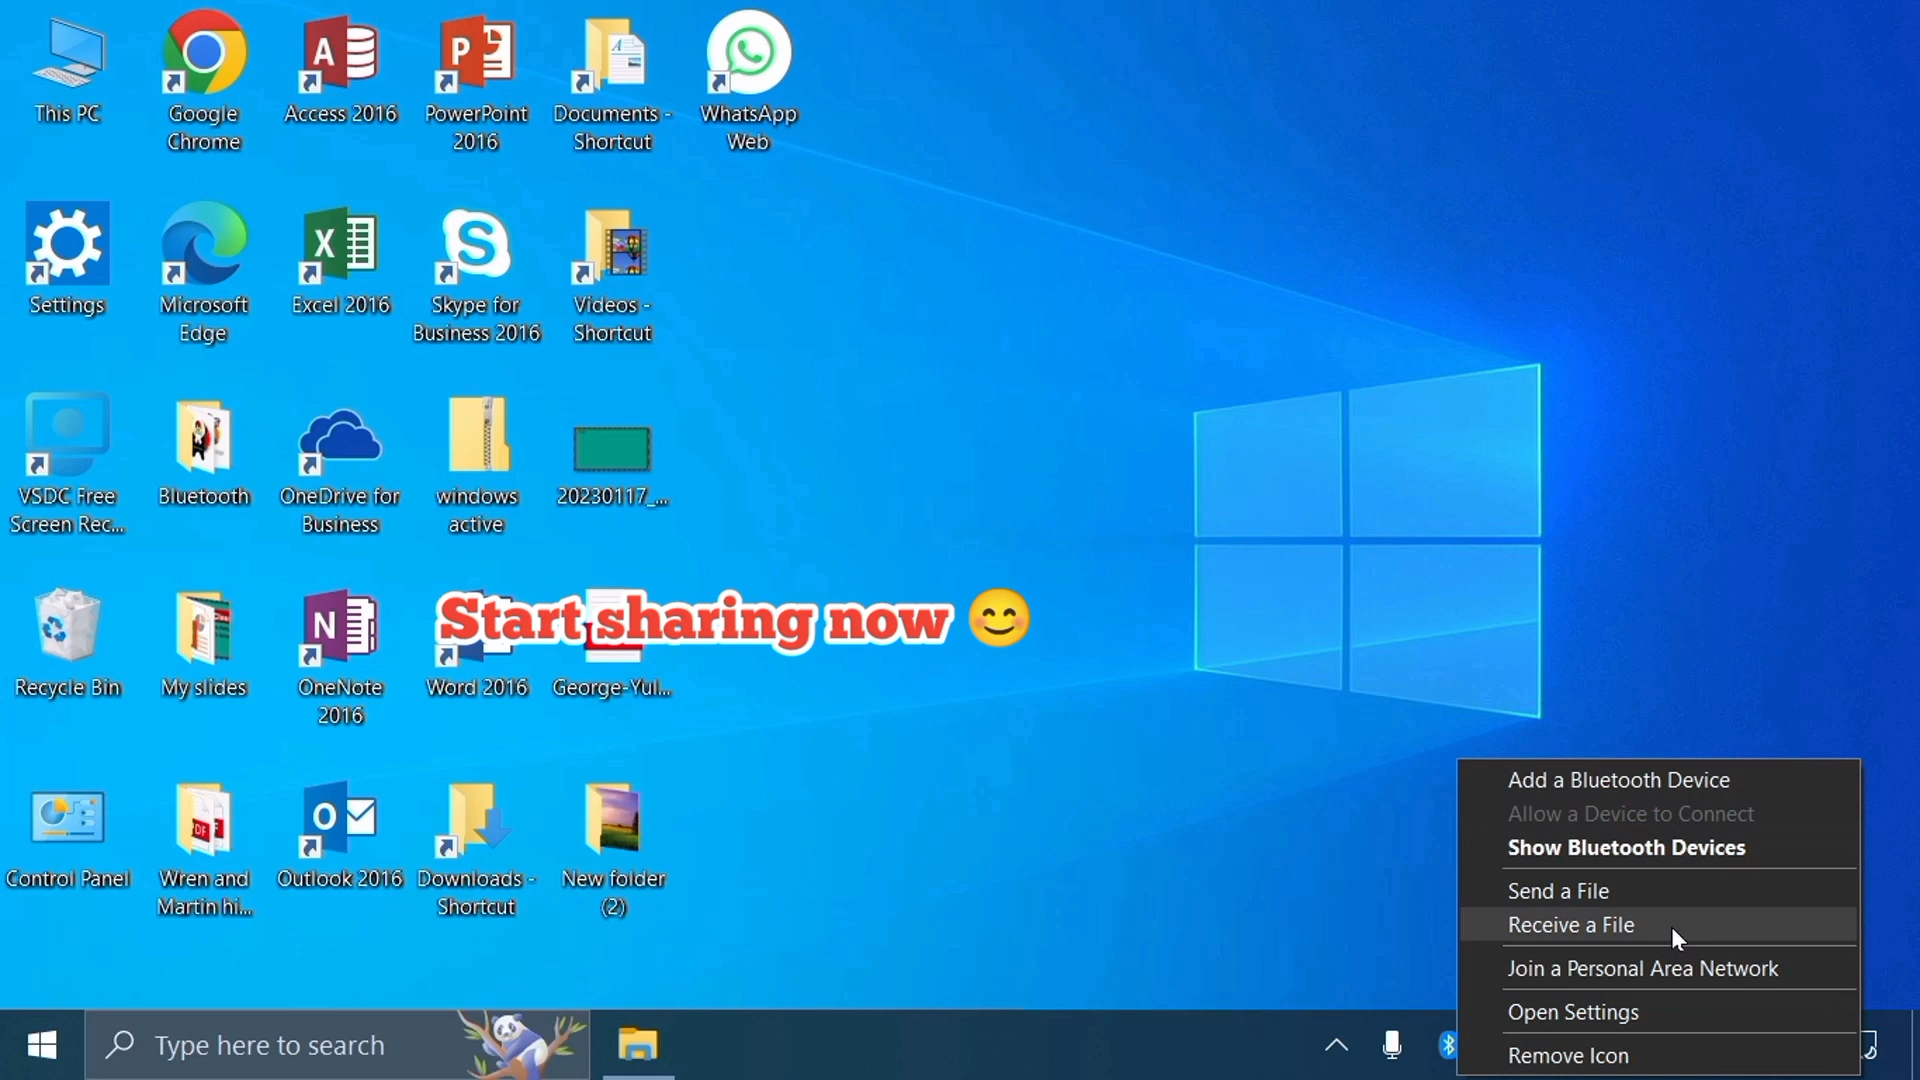 This PC
Google
Chrome
Access 2016
PowerPoint
2016
Documents -
Shortcut
WhatsApp
Web
Settings
Microsoft
Edge
Excel 2016
Skype for
Business 2016
Videos -
Shortcut
VSDC Free
Screen Rec...
Bluetooth
OneDrive for
Business
windows
active
20230117_...
Start sharing now 😊
Recycle Bin
My slides
OneNote
2016
Word 2016
George-Yul...
Control Panel
Wren and
Martin hi...
Outlook 2016
Downloads -
Shortcut
New folder
(2)
Add a Bluetooth Device
Allow a Device to Connect
Show Bluetooth Devices
Send a File
Receive a File
Join a Personal Area Network
Open Settings
Remove Icon
Type here to search